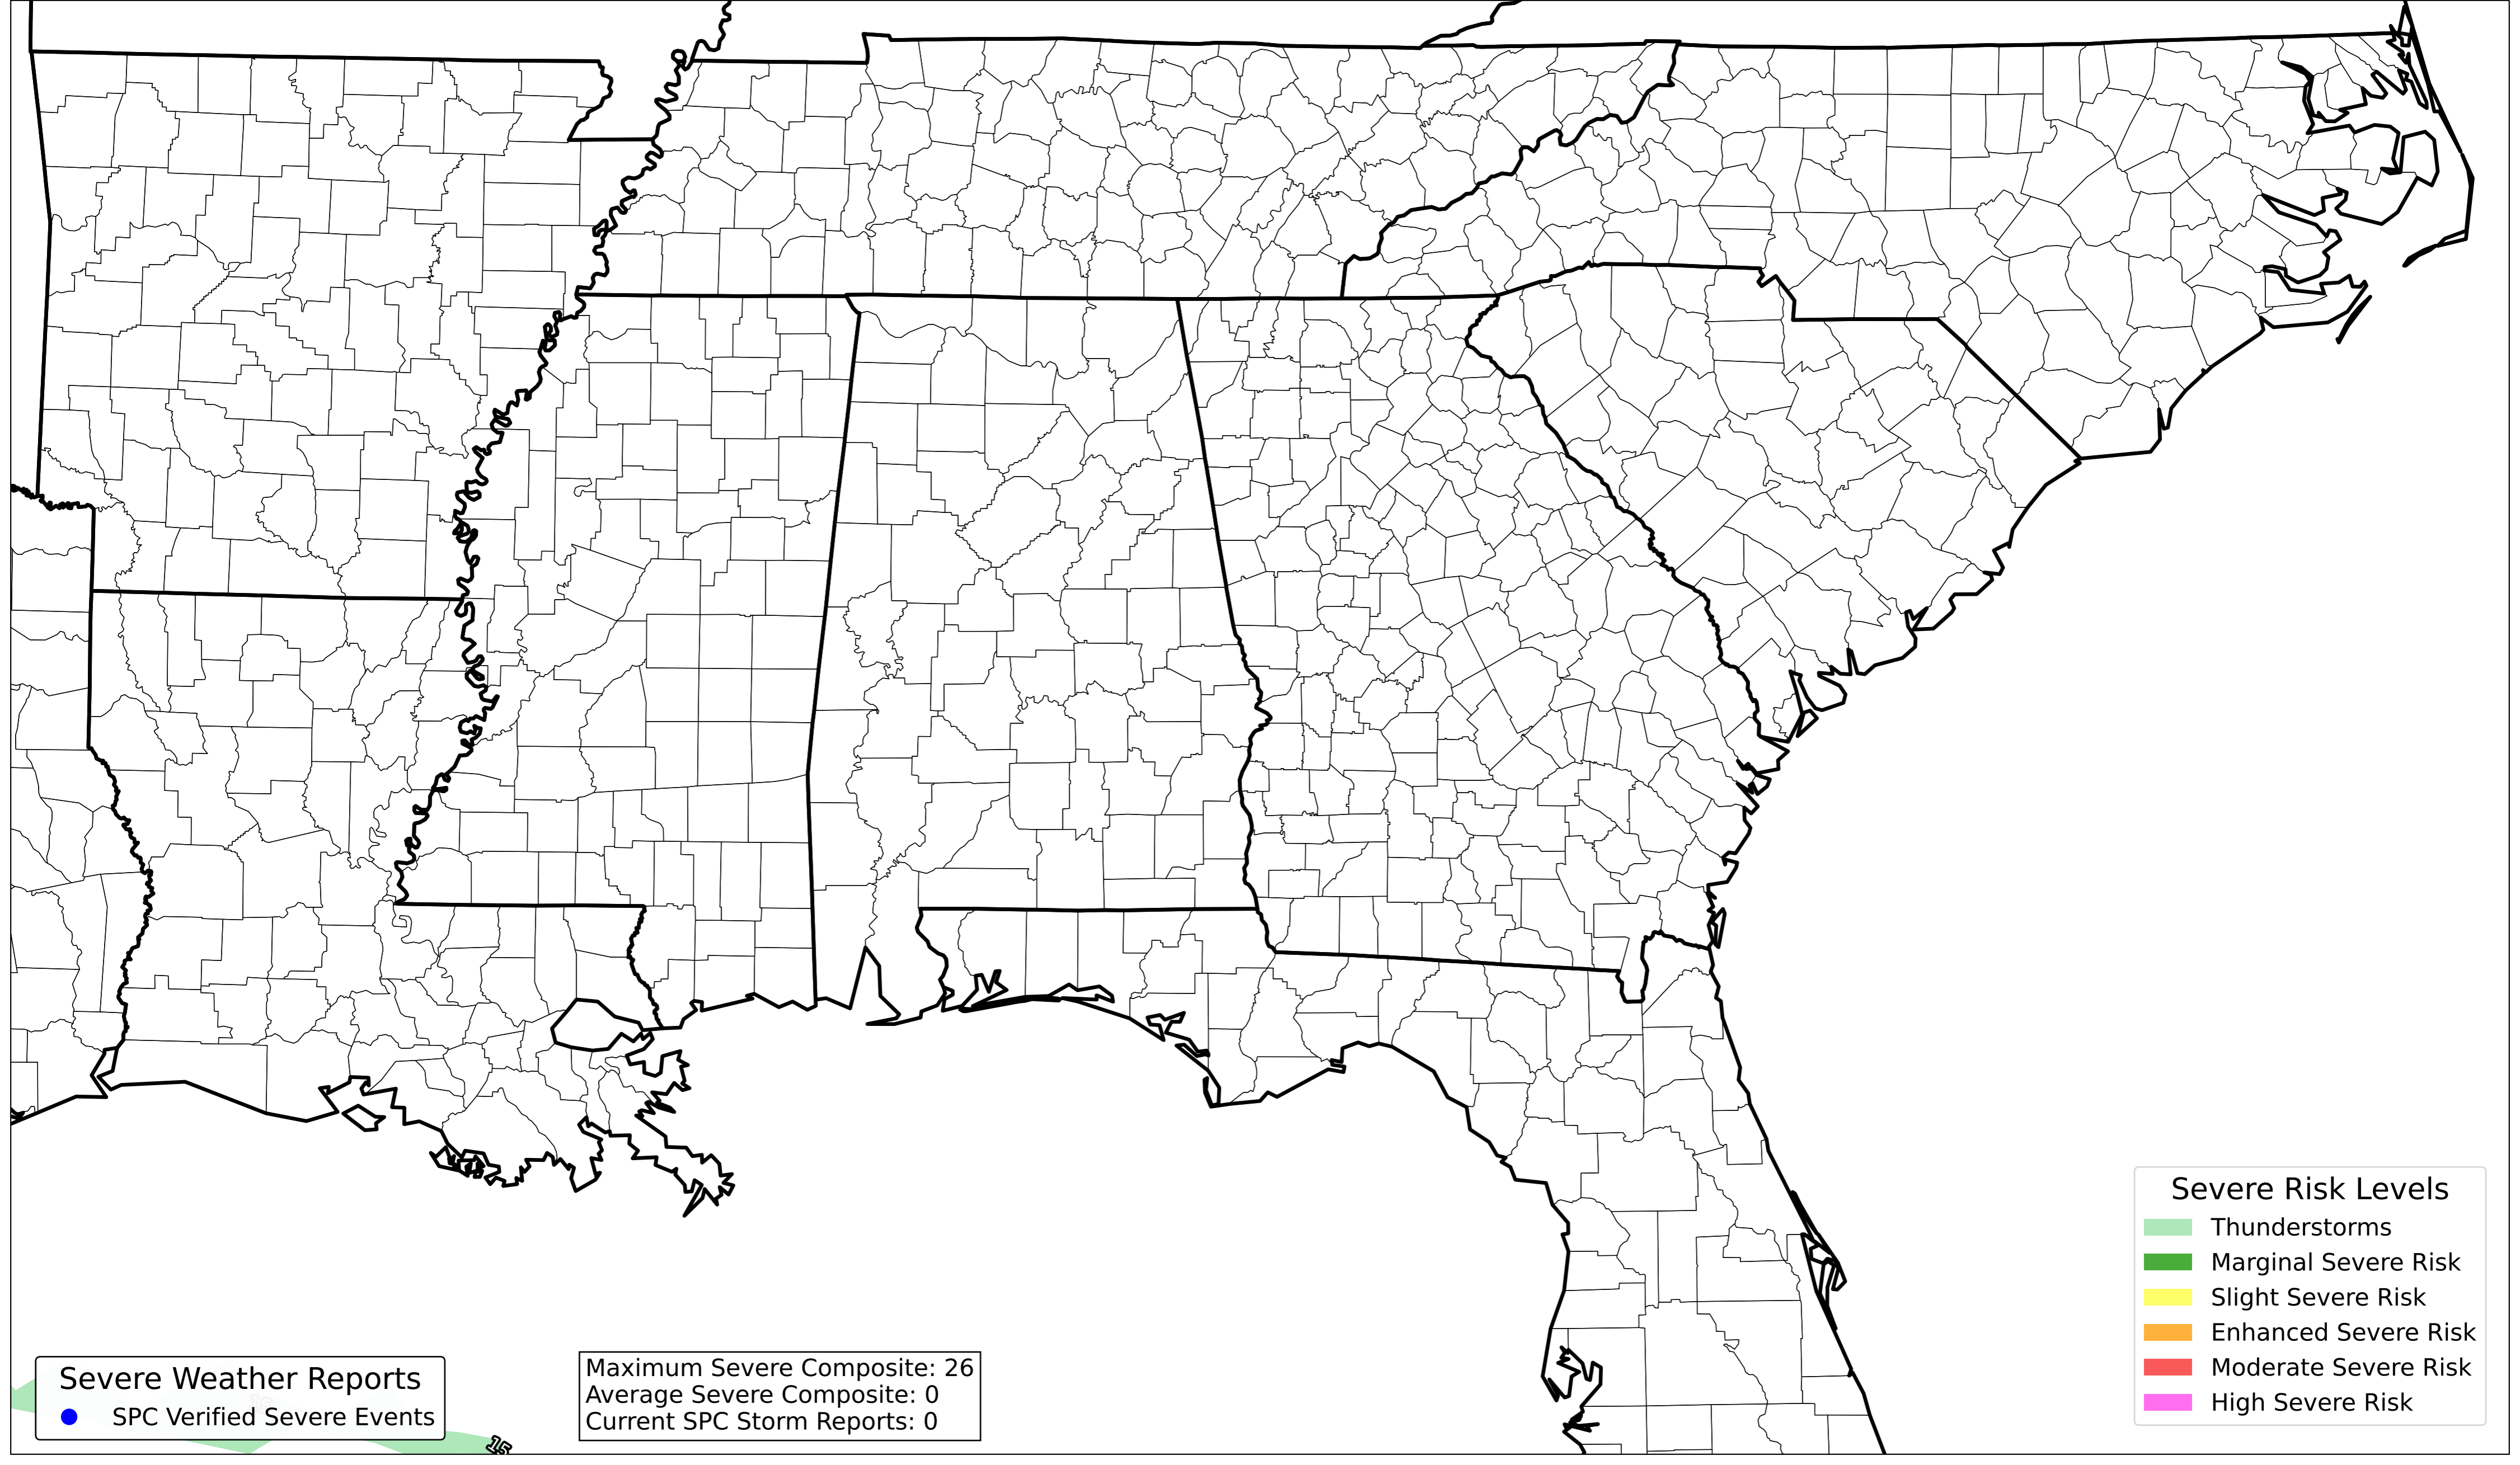 Severe Risk Levels
Thunderstorms
Marginal Severe Risk
Slight Severe Risk
Enhanced Severe Risk
Moderate Severe Risk
High Severe Risk
Severe Weather Reports
SPC Verified Severe Events
Maximum Severe Composite: 26
Average Severe Composite: 0
Current SPC Storm Reports: 0
15